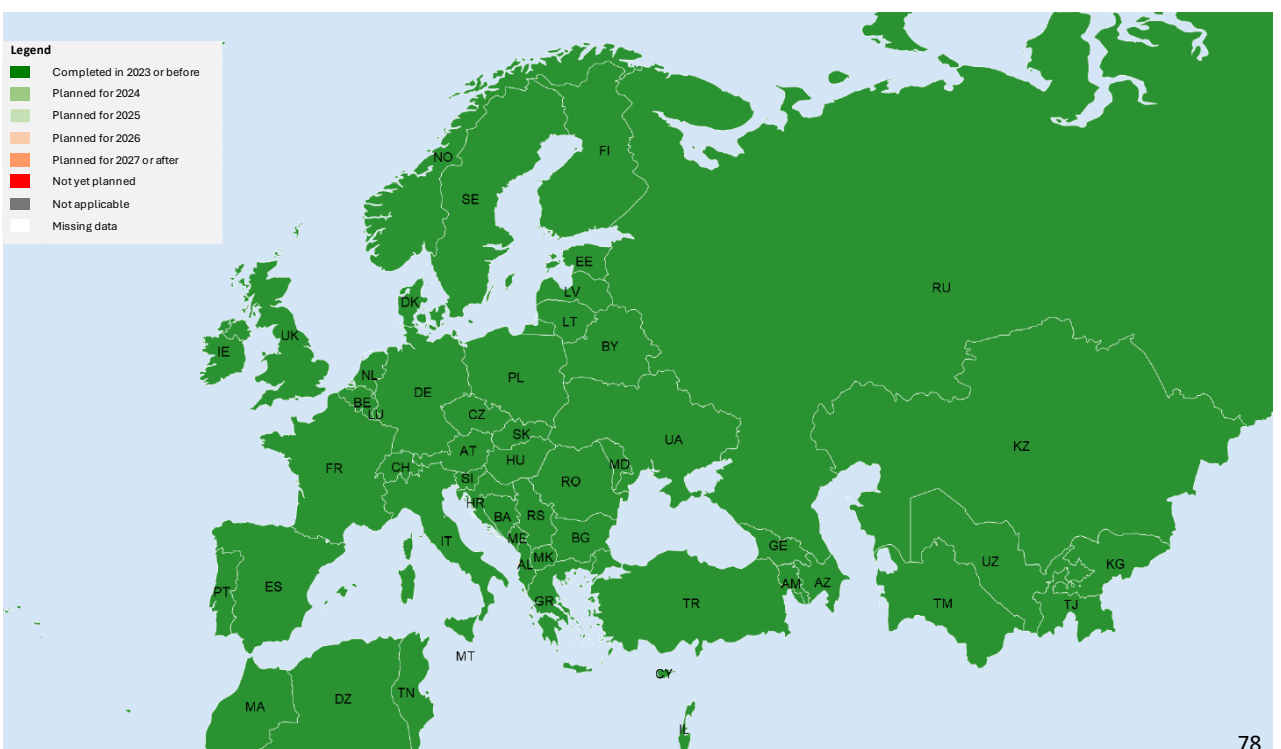 Legend
Completed in 2023 or before
Planned for 2024
Planned for 2025
Planned for 2026
Planned for 2027 or after
Not yet planned
Not applicable
Missing data
NO
FI
SE
EE
RU
LV
DK
LT
UK
BY
IE
NL
PL
DE
BE
LU
CZ
SK
UA
KZ
AT
HU
MD
FR
CH
SI
RO
HR
BA
RS
ME
BG
IT
GE
MK
UZ
AL
KG
PT
ES
AM
AZ
GR
TR
TM
TJ
MT
CY
TN
DZ
MA
IL
78